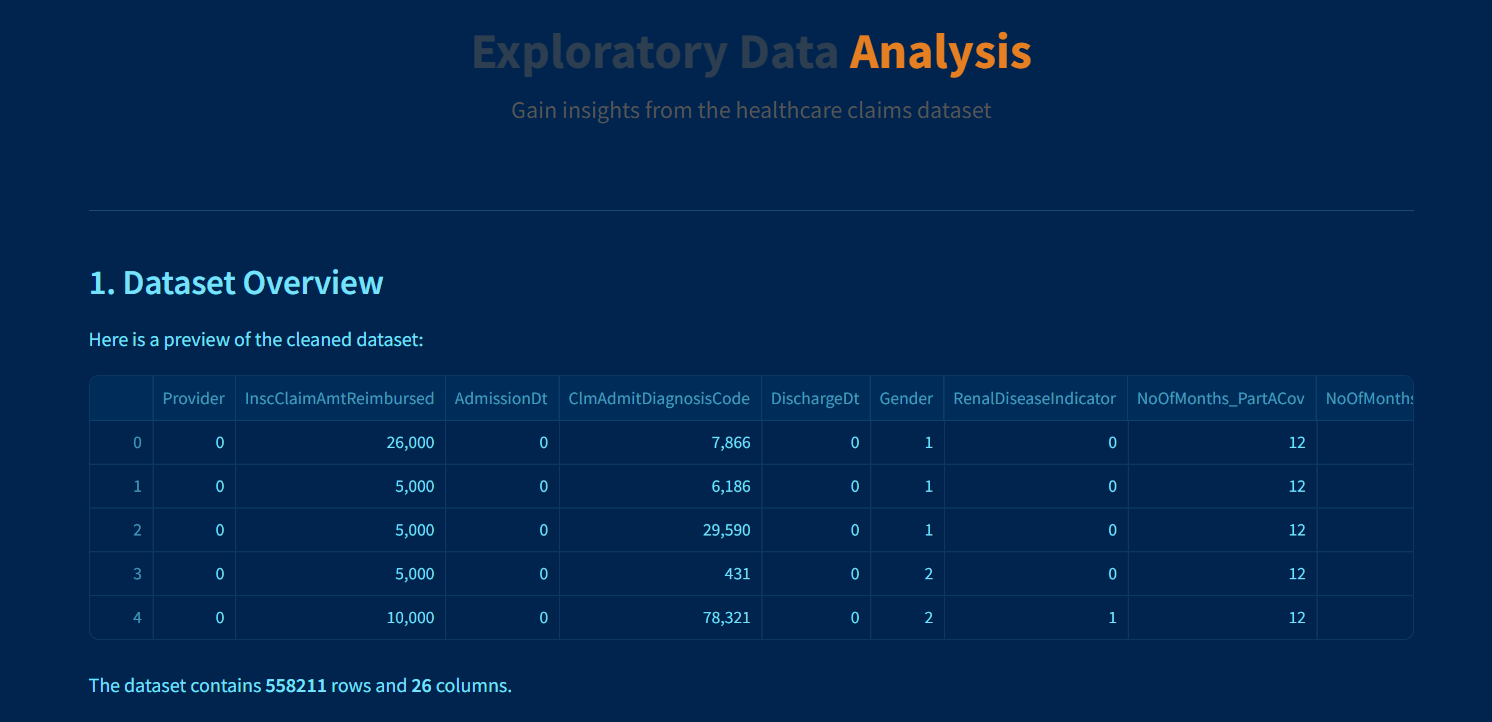 Exploratory Data Analysis
Gain insights from the healthcare claims dataset
1. Dataset Overview
Here is a preview of the cleaned dataset:
Provider InscClaimAmtReimbursed AdmissionDt ClmAdmitDiagnosisCode DischargeDt Gender RenalDiseaseIndicator NoOfMonths_PartACov NoOfMonths
0 0 26,000 0 7,866 0 1 0 12
1 0 5,000 0 6,186 0 1 0 12
2 0 5,000 0 29,590 0 1 0 12
3 0 5,000 0 431 0 2 0 12
4 0 10,000 0 78,321 0 2 1 12
The dataset contains 558211 rows and 26 columns.